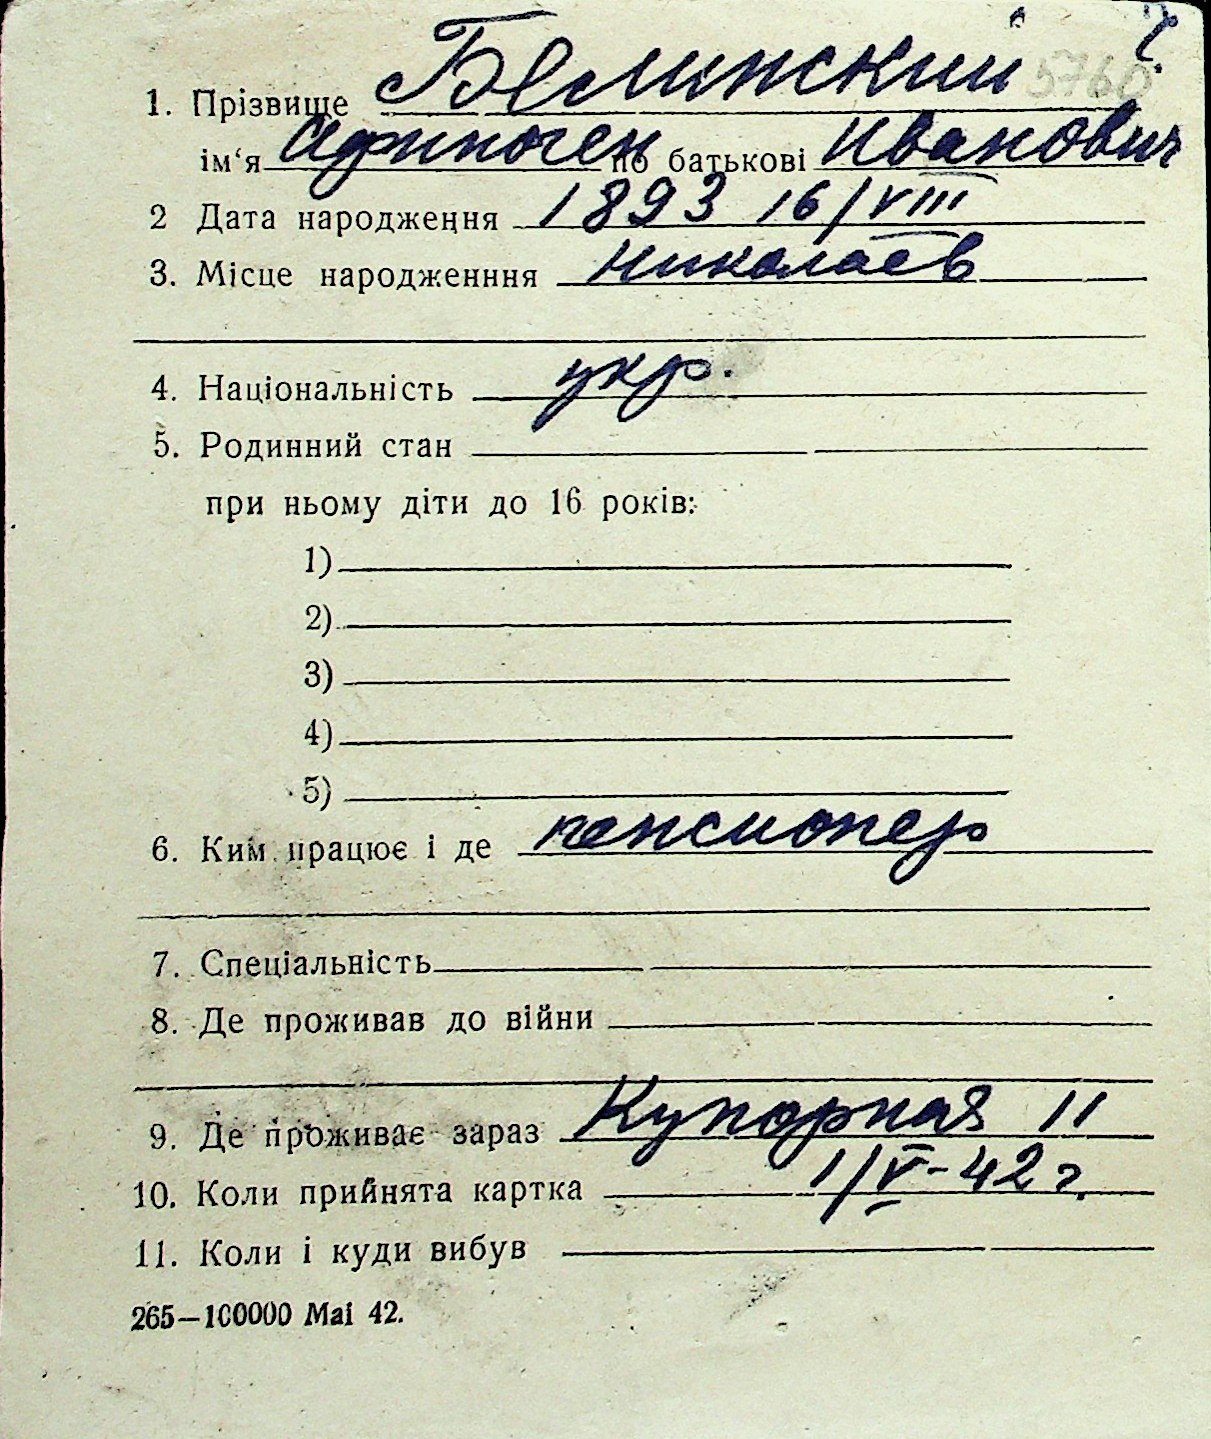 ч.
5760
1. Прізвище Белинский
ім‘я Афиноген по батькові Иванович
2 Дата народження 1893 16/VIII
3. Місце народженння Николаев
4. Національність укр.
5. Родинний стан
при ньому діти до 16 років:
1)
2)
3)
4)
5)
6. Ким працює і де пенсионер
7. Спеціальність
8. Де проживав до війни
9. Де проживає зараз Купорная 11
10. Коли прийнята картка 1/V-42 г.
11. Коли і куди вибув
265—100000 Mai 42.